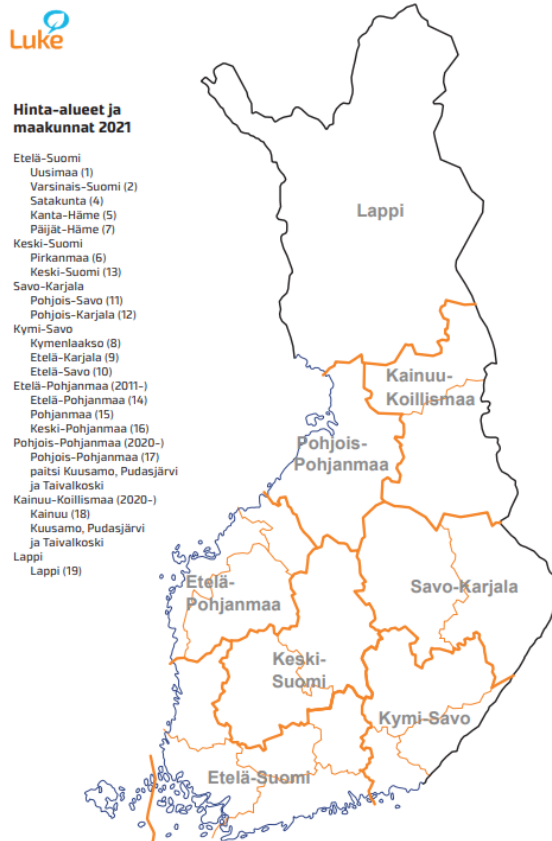 Luke
Hinta-alueet ja
maakunnat 2021
Etelä-Suomi
Uusimaa (1)
Varsinais-Suomi (2)
Satakunta (4)
Kanta-Häme (5)
Päijät-Häme (7)
Keski-Suomi
Pirkanmaa (6)
Keski-Suomi (13)
Savo-Karjala
Pohjois-Savo (11)
Pohjois-Karjala (12)
Kymi-Savo
Kymenlaakso (8)
Etelä-Karjala (9)
Etelä-Savo (10)
Etelä-Pohjanmaa (2011-)
Etelä-Pohjanmaa (14)
Pohjanmaa (15)
Keski-Pohjanmaa (16)
Pohjois-Pohjanmaa (2020-)
Pohjois-Pohjanmaa (17)
paitsi Kuusamo, Pudasjärvi
ja Taivalkoski
Kainuu-Koillismaa (2020-)
Kainuu (18)
Kuusamo, Pudasjärvi
ja Taivalkoski
Lappi
Lappi (19)
Lappi
Kainuu-
Koillismaa
Pohjois-
Pohjanmaa
Etelä-
Pohjanmaa
Savo-Karjala
Keski-
Suomi
Kymi-Savo
Etelä-Suomi